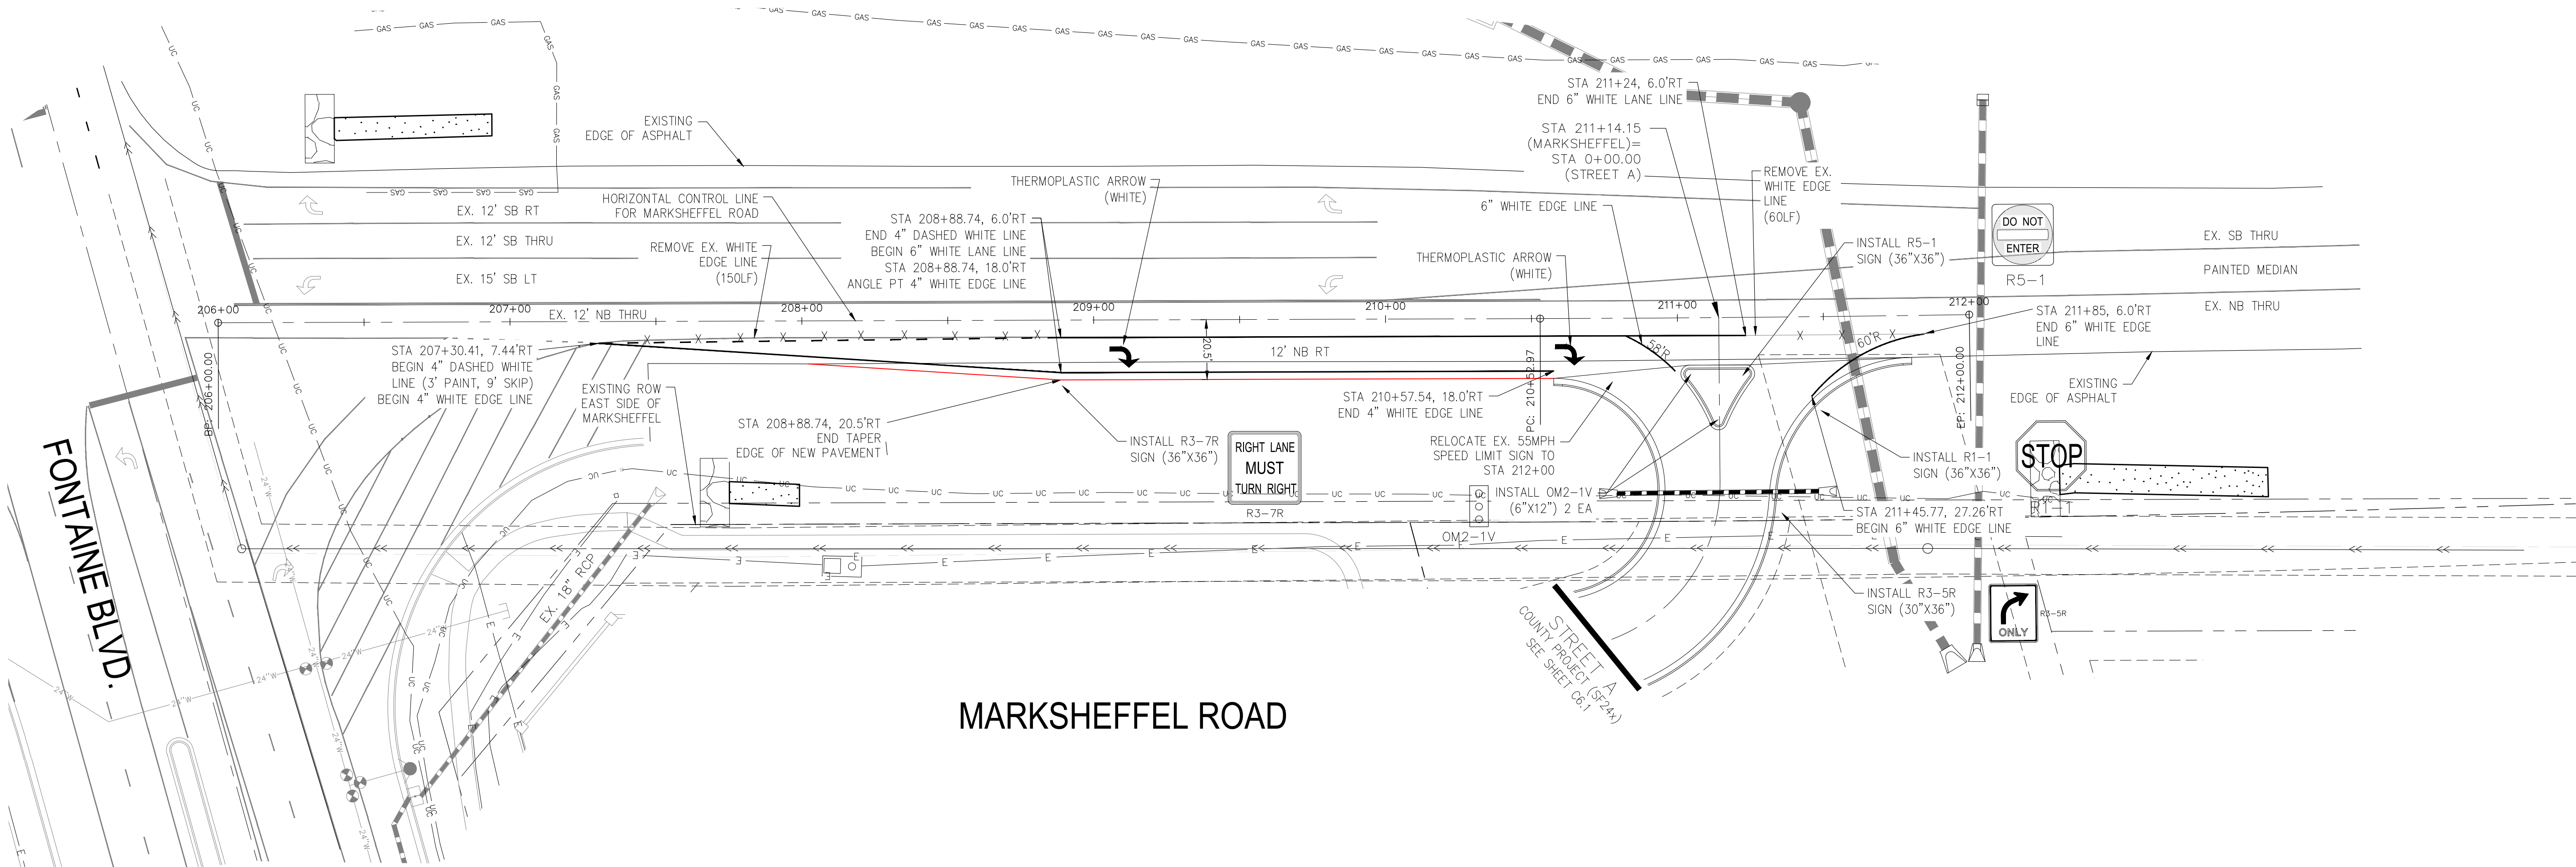 EXISTING
EDGE OF ASPHALT
HORIZONTAL CONTROL LINE
FOR MARKSHEFFEL ROAD
EX. 12' SB RT
EX. 12' SB THRU
EX. 15' SB LT
REMOVE EX. WHITE
EDGE LINE
(150LF)
STA 208+88.74, 6.0'RT
END 4" DASHED WHITE LINE
BEGIN 6" WHITE LANE LINE
STA 208+88.74, 18.0'RT
ANGLE PT 4" WHITE EDGE LINE
THERMOPLASTIC ARROW
(WHITE)
STA 211+24, 6.0'RT
END 6" WHITE LANE LINE
STA 211+14.15
(MARKSHEFFEL)=
STA 0+00.00
(STREET A)
6" WHITE EDGE LINE
THERMOPLASTIC ARROW
(WHITE)
REMOVE EX.
WHITE EDGE
LINE
(60LF)
INSTALL R5-1
SIGN (36"X36")
DO NOT
ENTER
R5-1
EX. SB THRU
PAINTED MEDIAN
EX. NB THRU
206+00
207+00
208+00
209+00
210+00
211+00
212+00
EX. 12' NB THRU
BP: 206+00.00
PC: 210+52.97
EP: 212+00.00
STA 207+30.41, 7.44'RT
BEGIN 4" DASHED WHITE
LINE (3' PAINT, 9' SKIP)
BEGIN 4" WHITE EDGE LINE
20.5'
12' NB RT
58'R
60'R
STA 211+85, 6.0'RT
END 6" WHITE EDGE
LINE
EXISTING
EDGE OF ASPHALT
EXISTING ROW
EAST SIDE OF
MARKSHEFFEL
STA 208+88.74, 20.5'RT
END TAPER
EDGE OF NEW PAVEMENT
INSTALL R3-7R
SIGN (36"X36")
RIGHT LANE
MUST
TURN RIGHT
R3-7R
STA 210+57.54, 18.0'RT
END 4" WHITE EDGE LINE
RELOCATE EX. 55MPH
SPEED LIMIT SIGN TO
STA 212+00
INSTALL OM2-1V
(6"X12") 2 EA
OM2-1V
INSTALL R1-1
SIGN (36"X36")
STOP
R1-1
STA 211+45.77, 27.26'RT
BEGIN 6" WHITE EDGE LINE
INSTALL R3-5R
SIGN (30"X36")
ONLY
R3-5R
EX. 18" RCP
FONTAINE BLVD.
STREET A
COUNTY PROJECT (SF24x)
SEE SHEET C6.1
MARKSHEFFEL ROAD